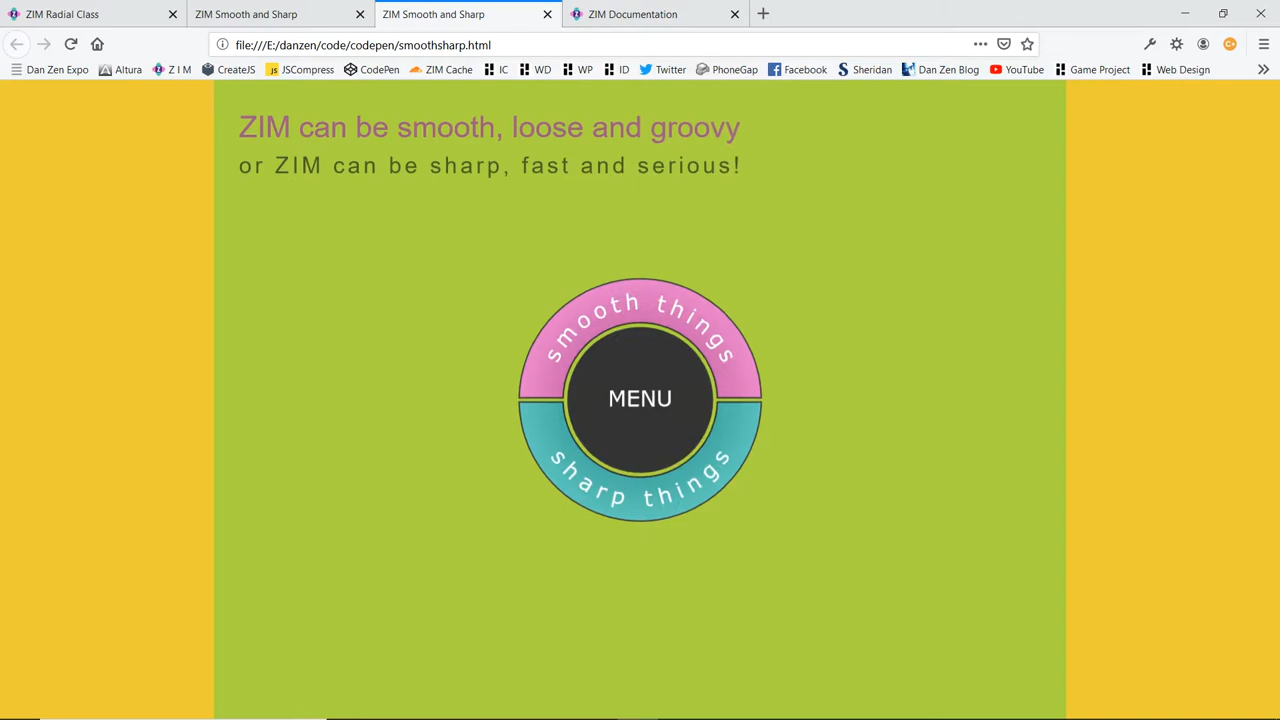 ZIM Radial Class
ZIM Smooth and Sharp
ZIM Smooth and Sharp
ZIM Documentation
file:///E:/danzen/code/codepen/smoothsharp.html
Dan Zen Expo
Altura
Z I M
CreateJS
JSCompress
CodePen
ZIM Cache
IC
WD
WP
ID
Twitter
PhoneGap
Facebook
Sheridan
Dan Zen Blog
YouTube
Game Project
Web Design
ZIM can be smooth, loose and groovy
or ZIM can be sharp, fast and serious!
smooth things
MENU
sharp things